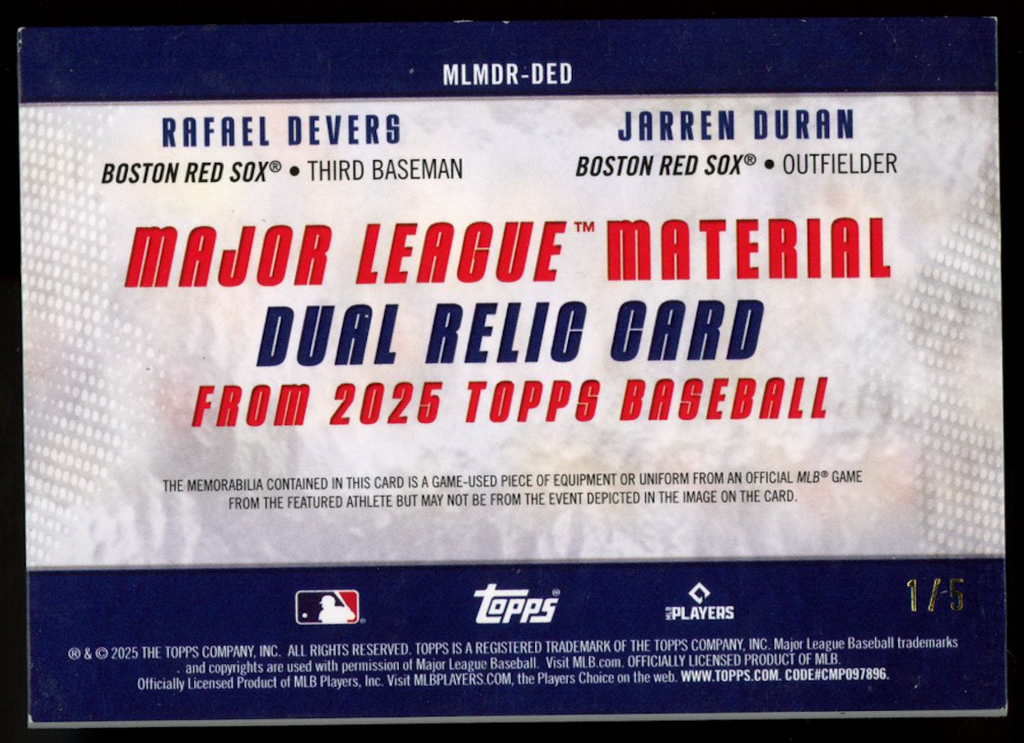 MLMDR-DED
RAFAEL DEVERS
BOSTON RED SOX® • THIRD BASEMAN
JARREN DURAN
BOSTON RED SOX® • OUTFIELDER
MAJOR LEAGUE™ MATERIAL
DUAL RELIC CARD
FROM 2025 TOPPS BASEBALL
THE MEMORABILIA CONTAINED IN THIS CARD IS A GAME-USED PIECE OF EQUIPMENT OR UNIFORM FROM AN OFFICIAL MLB® GAME
FROM THE FEATURED ATHLETE BUT MAY NOT BE FROM THE EVENT DEPICTED IN THE IMAGE ON THE CARD.
topps®
MLB PLAYERS
1/5
® & © 2025 THE TOPPS COMPANY, INC. ALL RIGHTS RESERVED. TOPPS IS A REGISTERED TRADEMARK OF THE TOPPS COMPANY, INC. Major League Baseball trademarks
and copyrights are used with permission of Major League Baseball. Visit MLB.com. OFFICIALLY LICENSED PRODUCT OF MLB.
Officially Licensed Product of MLB Players, Inc. Visit MLBPLAYERS.COM, the Players Choice on the web. WWW.TOPPS.COM. CODE#CMP097896.